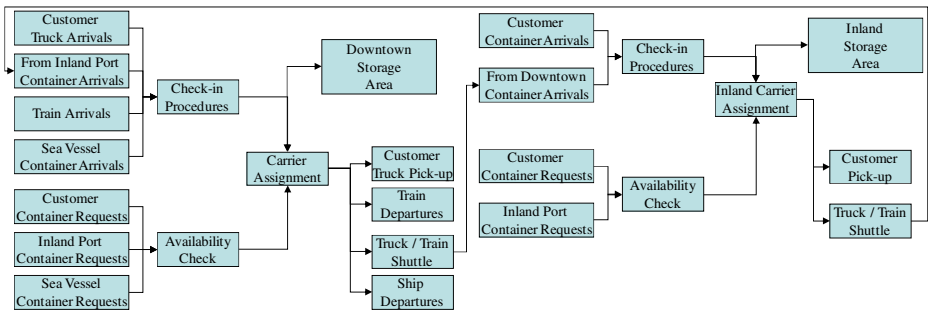 Customer
Truck Arrivals
From Inland Port
Container Arrivals
Train Arrivals
Sea Vessel
Container Arrivals
Customer
Container Requests
Inland Port
Container Requests
Sea Vessel
Container Requests
Check-in
Procedures
Availability
Check
Downtown
Storage
Area
Carrier
Assignment
Customer
Truck Pick-up
Train
Departures
Truck / Train
Shuttle
Ship
Departures
Customer
Container Arrivals
From Downtown
Container Arrivals
Customer
Container Requests
Inland Port
Container Requests
Check-in
Procedures
Availability
Check
Inland
Storage
Area
Inland Carrier
Assignment
Customer
Pick-up
Truck / Train
Shuttle